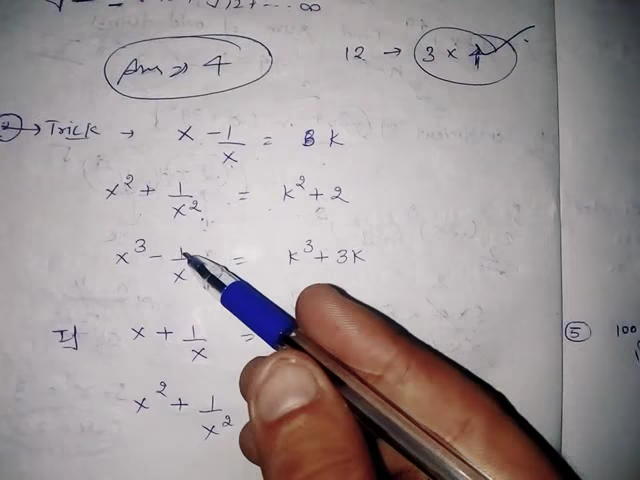 √12 + ... ∞
Ans ⇒ 4
12 → 3 × 4
2 → Trick → x - 1/x = k
x² + 1/x² = k² + 2
x³ - 1/x = k³ + 3k
If x + 1/x =
x² + 1/x²
5 100